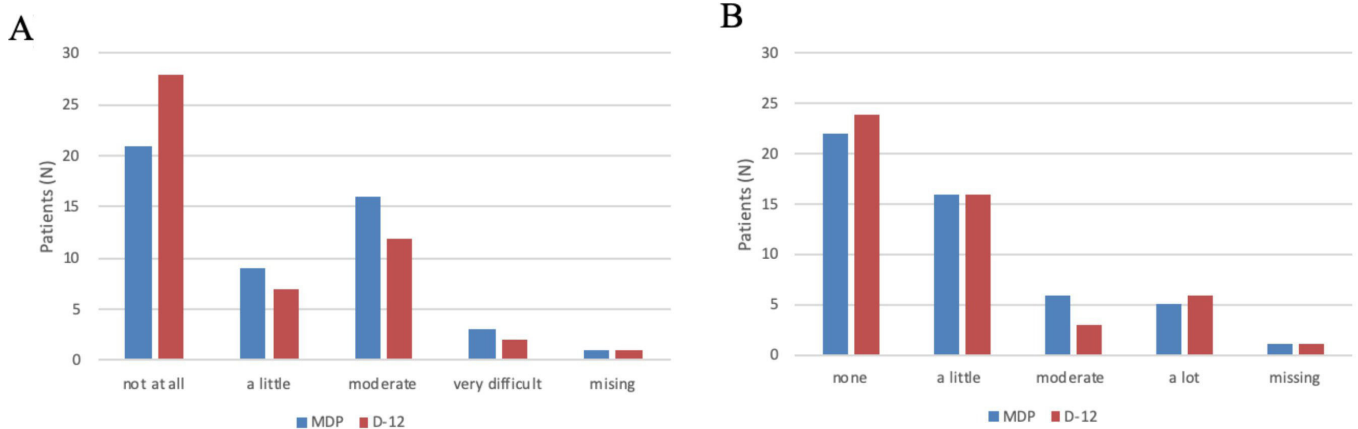 A
Patients (N)
30
25
20
15
10
5
0
not at all a little moderate very difficult mising
MDP D-12
B
Patients (N)
30
25
20
15
10
5
0
none a little moderate a lot missing
MDP D-12